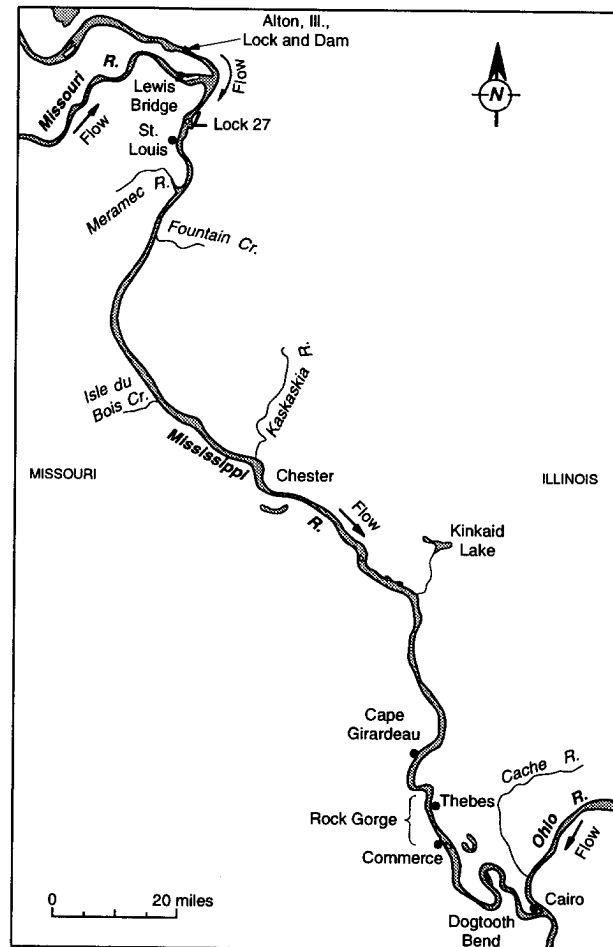 Alton, Ill.,
Lock and Dam
Missouri R.
Flow
Lewis
Bridge
Flow
N
Lock 27
St.
Louis
Meramec R.
Fountain Cr.
Isle du
Bois Cr.
Kaskaskia R.
Mississippi R.
Chester
MISSOURI
ILLINOIS
Flow
Kinkaid
Lake
Cape
Girardeau
Cache R.
Thebes
Ohio R.
Rock Gorge
Flow
Commerce
Cairo
0 20 miles
Dogtooth
Bend